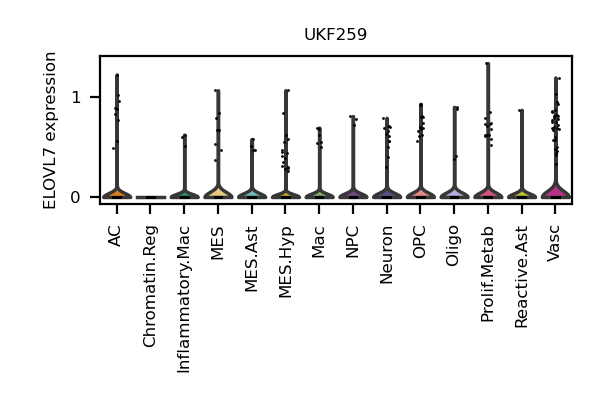 UKF259
ELOVL7 expression
1
0
AC
Chromatin.Reg
Inflammatory.Mac
MES
MES.Ast
MES.Hyp
Mac
NPC
Neuron
OPC
Oligo
Prolif.Metab
Reactive.Ast
Vasc